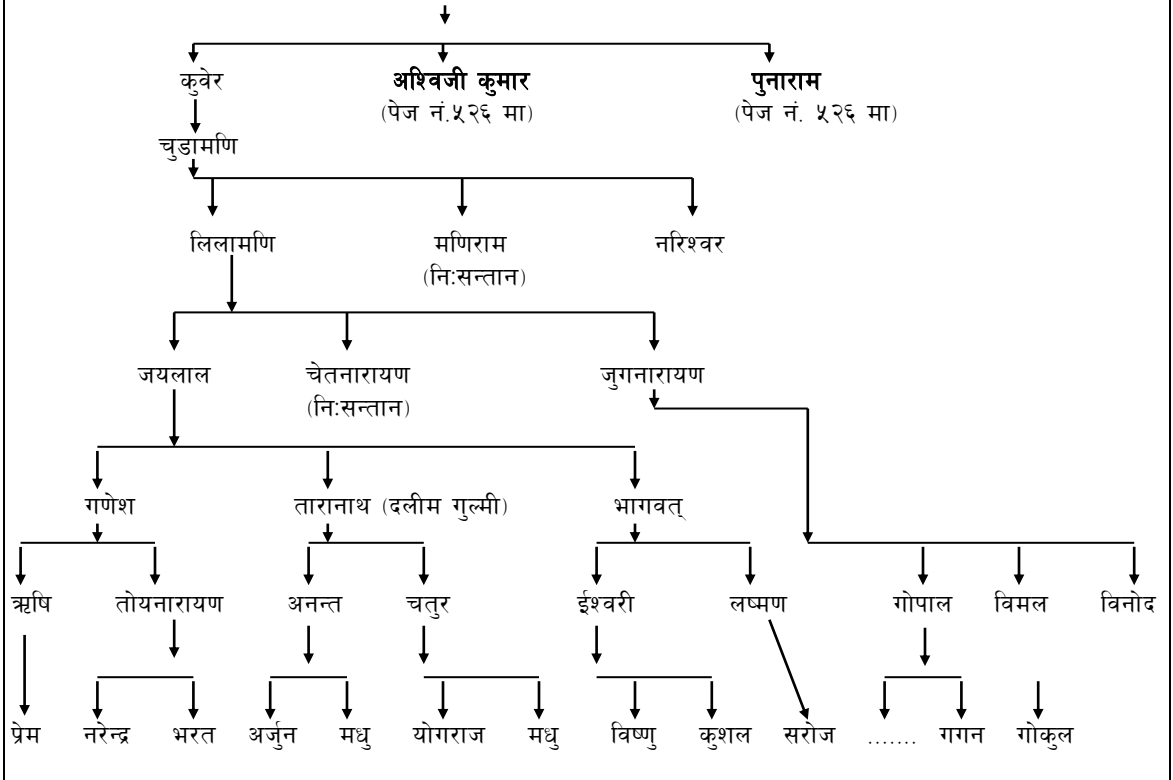 कुवेर अश्विजी कुमार पुनाराम
(पेज नं.५२६ मा) (पेज नं. ५२६ मा)
चुडामणि
लिलामणि मणिराम नरिश्वर
(नि:सन्तान)
जयलाल चेतनारायण जुगनारायण
(नि:सन्तान)
गणेश तारानाथ (दलीम गुल्मी) भागवत्
ऋषि तोयनारायण अनन्त चतुर ईश्वरी लष्मण गोपाल विमल विनोद
प्रेम नरेन्द्र भरत अर्जुन मधु योगराज मधु विष्णु कुशल सरोज ....... गगन गोकुल